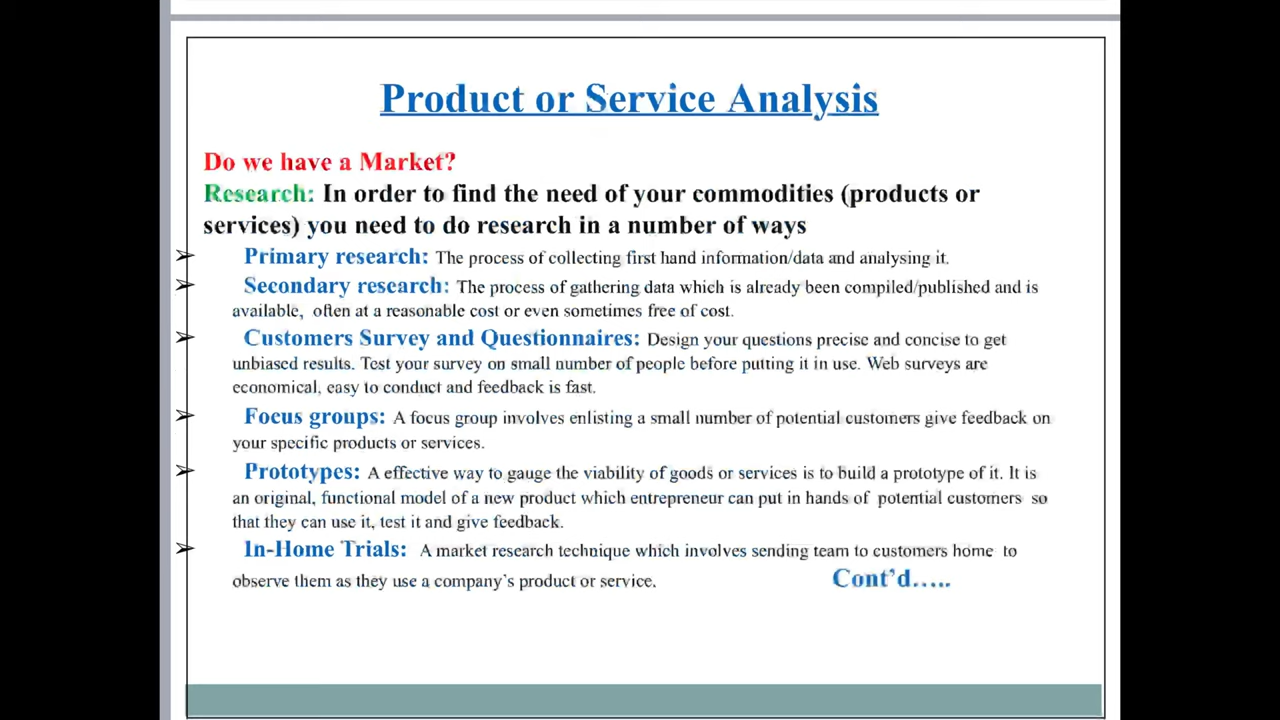 Product or Service Analysis
Do we have a Market?
Research: In order to find the need of your commodities (products or
services) you need to do research in a number of ways
➢ Primary research: The process of collecting first hand information/data and analysing it.
➢ Secondary research: The process of gathering data which is already been compiled/published and is
available, often at a reasonable cost or even sometimes free of cost.
➢ Customers Survey and Questionnaires: Design your questions precise and concise to get
unbiased results. Test your survey on small number of people before putting it in use. Web surveys are
economical, easy to conduct and feedback is fast.
➢ Focus groups: A focus group involves enlisting a small number of potential customers give feedback on
your specific products or services.
➢ Prototypes: A effective way to gauge the viability of goods or services is to build a prototype of it. It is
an original, functional model of a new product which entrepreneur can put in hands of potential customers so
that they can use it, test it and give feedback.
➢ In-Home Trials: A market research technique which involves sending team to customers home to
observe them as they use a company`s product or service. Cont’d…..